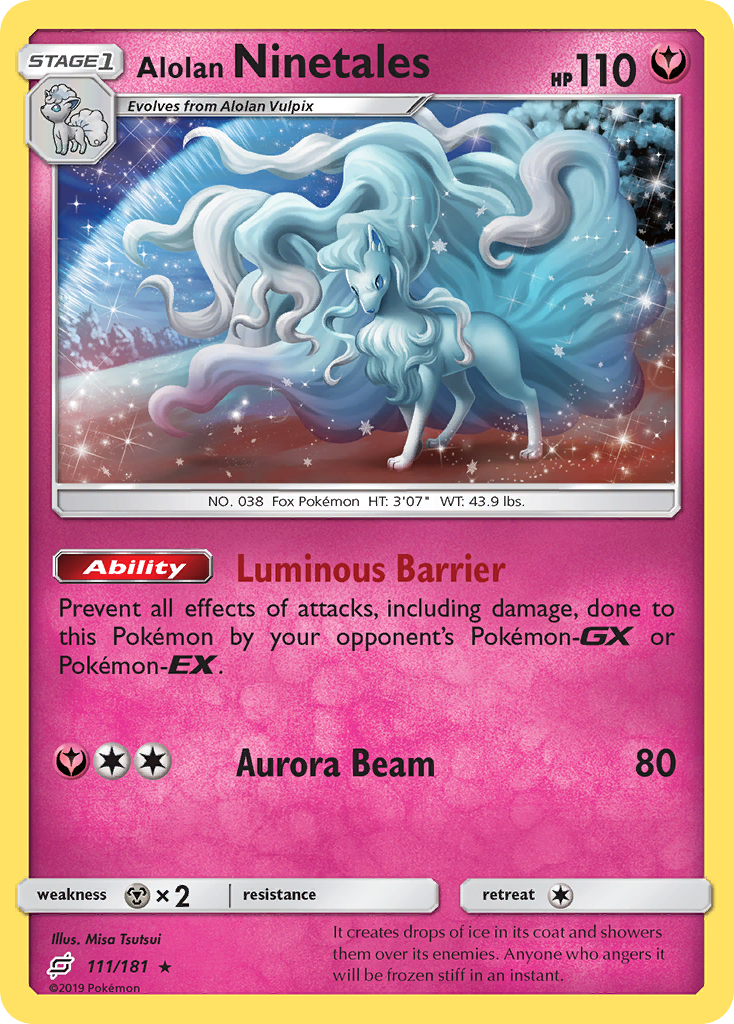 STAGE 1
Alolan Ninetales
HP 110
Evolves from Alolan Vulpix
NO. 038 Fox Pokémon HT: 3'07" WT: 43.9 lbs.
Ability Luminous Barrier
Prevent all effects of attacks, including damage, done to
this Pokémon by your opponent's Pokémon-GX or
Pokémon-EX.
Aurora Beam 80
weakness ×2 resistance retreat
Illus. Misa Tsutsui
111/181 ★
©2019 Pokémon
It creates drops of ice in its coat and showers
them over its enemies. Anyone who angers it
will be frozen stiff in an instant.